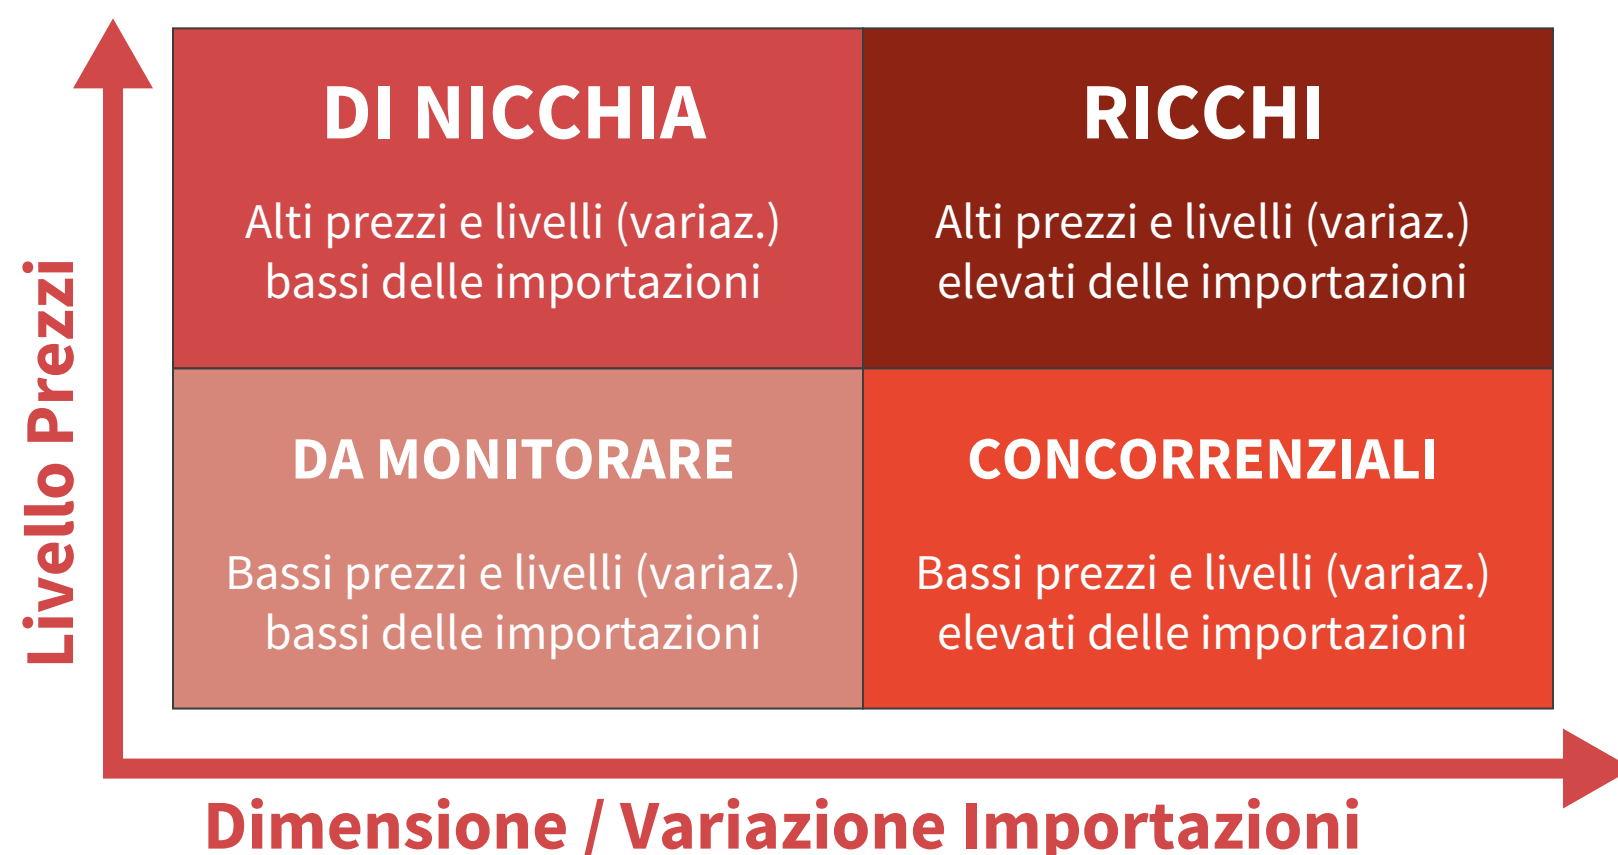 Livello Prezzi
DI NICCHIA
Alti prezzi e livelli (variaz.)
bassi delle importazioni
RICCHI
Alti prezzi e livelli (variaz.)
elevati delle importazioni
DA MONITORARE
Bassi prezzi e livelli (variaz.)
bassi delle importazioni
CONCORRENZIALI
Bassi prezzi e livelli (variaz.)
elevati delle importazioni
Dimensione / Variazione Importazioni